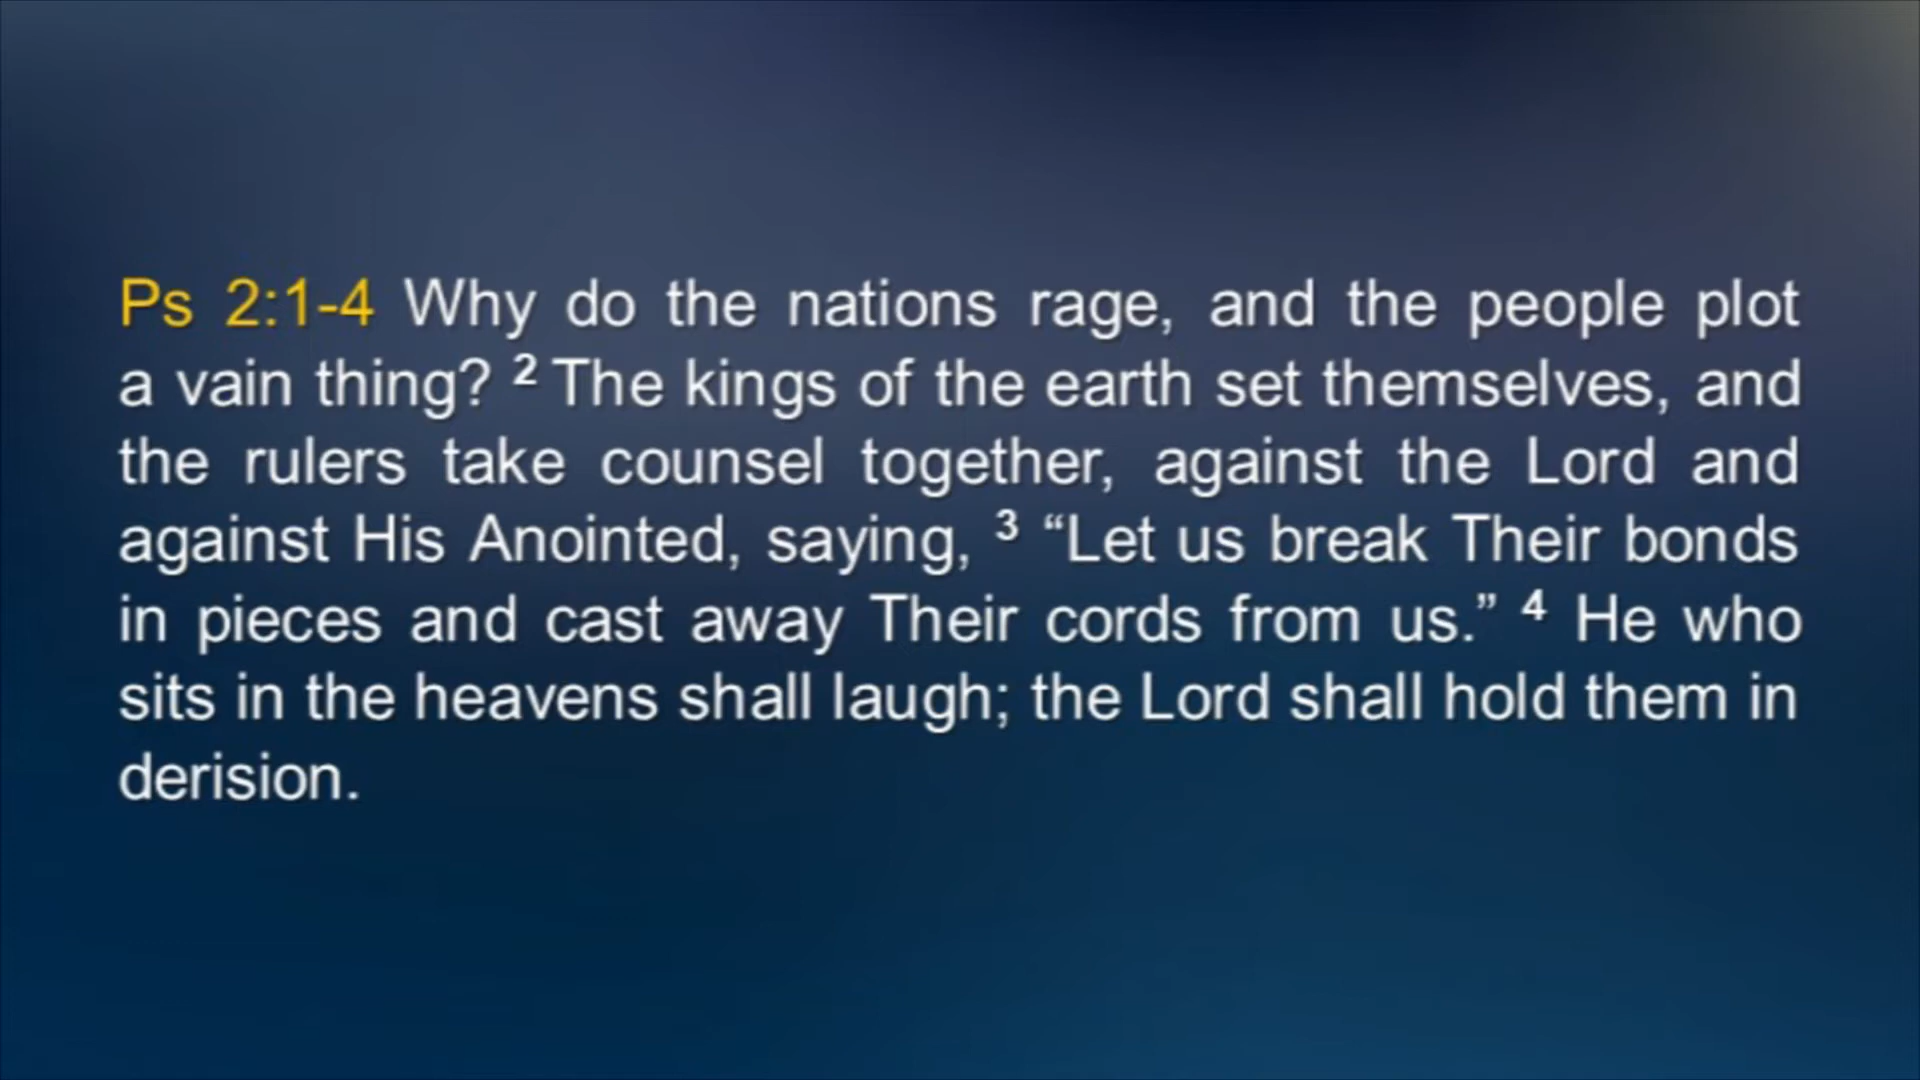 Ps 2:1-4 Why do the nations rage, and the people plot
a vain thing? ² The kings of the earth set themselves, and
the rulers take counsel together, against the Lord and
against His Anointed, saying, ³ “Let us break Their bonds
in pieces and cast away Their cords from us.” ⁴ He who
sits in the heavens shall laugh; the Lord shall hold them in
derision.